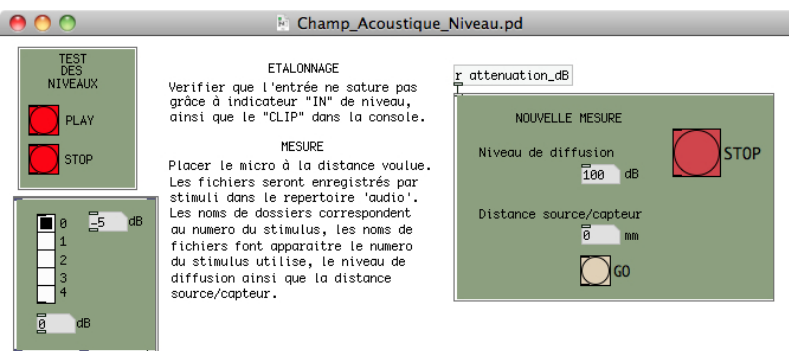 Champ_Acoustique_Niveau.pd
TEST
DES
NIVEAUX
PLAY
STOP
0
1
2
3
4
-5 dB
0 dB
ETALONNAGE
Verifier que l'entrée ne sature pas
grâce à indicateur "IN" de niveau,
ainsi que le "CLIP" dans la console.
MESURE
Placer le micro à la distance voulue.
Les fichiers seront enregistrés par
stimuli dans le repertoire 'audio'.
Les noms de dossiers correspondent
au numero du stimulus, les noms de
fichiers font apparaitre le numero
du stimulus utilise, le niveau de
diffusion ainsi que la distance
source/capteur.
r attenuation_dB
NOUVELLE MESURE
Niveau de diffusion
100 dB
STOP
Distance source/capteur
0 mm
GO